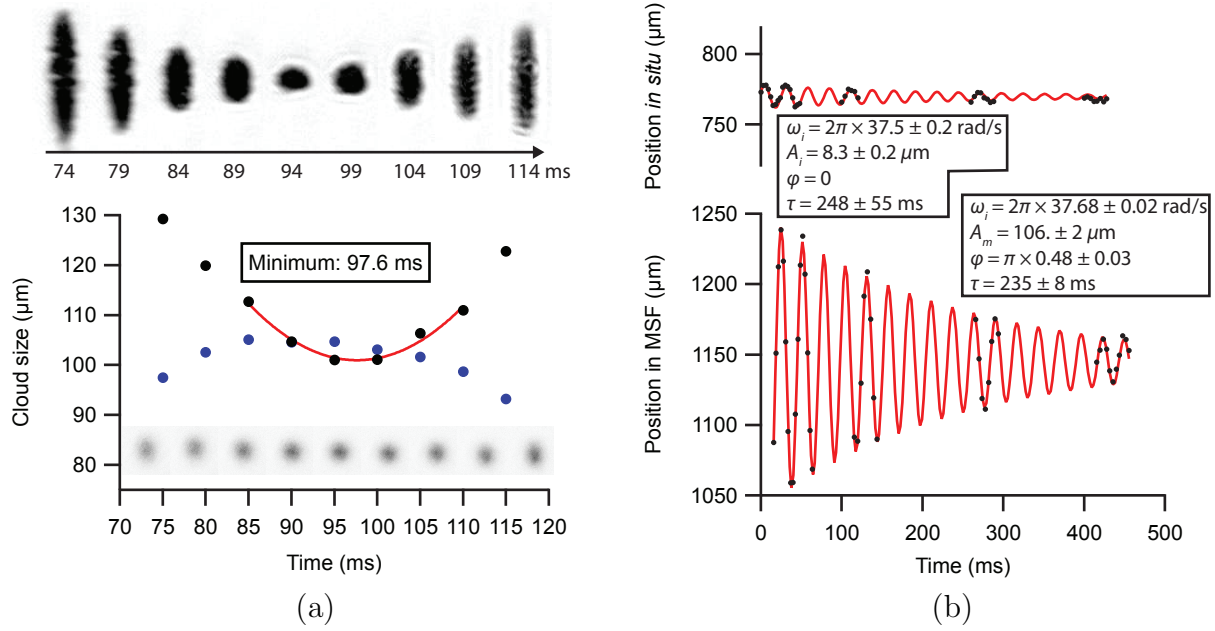 74 79 84 89 94 99 104 109 114 ms
Cloud size (μm)
130
120
110
100
90
80
Minimum: 97.6 ms
70 75 80 85 90 95 100 105 110 115 120
Time (ms)
(a)
Position in situ (μm)
800
750
ω_i = 2π × 37.5 ± 0.2 rad/s
A_i = 8.3 ± 0.2 μm
φ = 0
τ = 248 ± 55 ms
ω_i = 2π × 37.68 ± 0.02 rad/s
A_m = 106. ± 2 μm
φ = π × 0.48 ± 0.03
τ = 235 ± 8 ms
Position in MSF (μm)
1250
1200
1150
1100
1050
0 100 200 300 400 500
Time (ms)
(b)